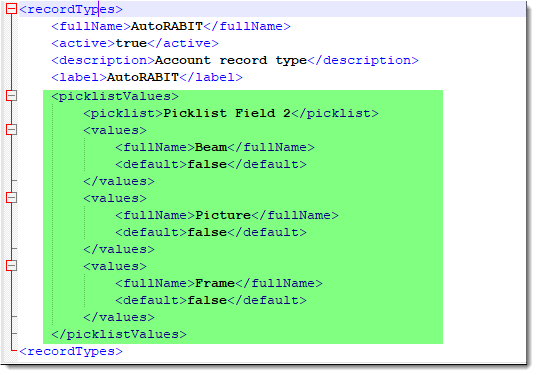 <recordTypes>
<fullName>AutoRABIT</fullName>
<active>true</active>
<description>Account record type</description>
<label>AutoRABIT</label>
<picklistValues>
<picklist>Picklist Field 2</picklist>
<values>
<fullName>Beam</fullName>
<default>false</default>
</values>
<values>
<fullName>Picture</fullName>
<default>false</default>
</values>
<values>
<fullName>Frame</fullName>
<default>false</default>
</values>
</picklistValues>
<recordTypes>